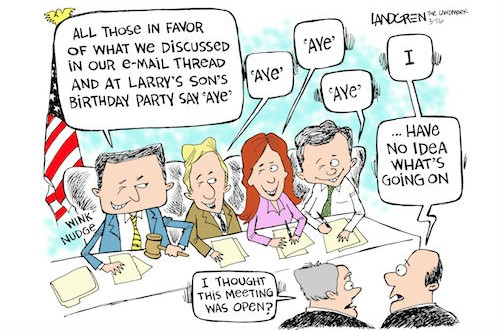 ALL THOSE IN FAVOR
OF WHAT WE DISCUSSED
IN OUR E-MAIL THREAD
AND AT LARRY'S SON'S
BIRTHDAY PARTY SAY 'AYE'
'AYE'
'AYE'
'AYE'
LANDGREN
THE LANDMARK
3-16
I
... HAVE
NO IDEA
WHAT'S
GOING ON
WINK
NUDGE
I THOUGHT
THIS MEETING
WAS OPEN?